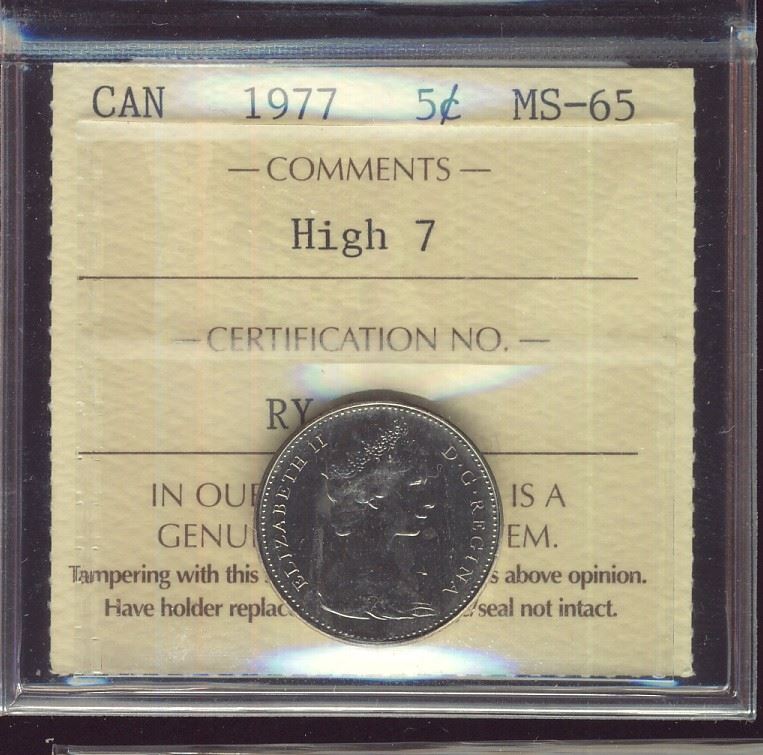 CAN 1977 5¢ MS-65
— COMMENTS —
High 7
— CERTIFICATION NO. —
RY
IN OUR IS A
GENU EM.
Tampering with this s above opinion.
Have holder replac /seal not intact.
ELIZABETH II D·G·REGINA